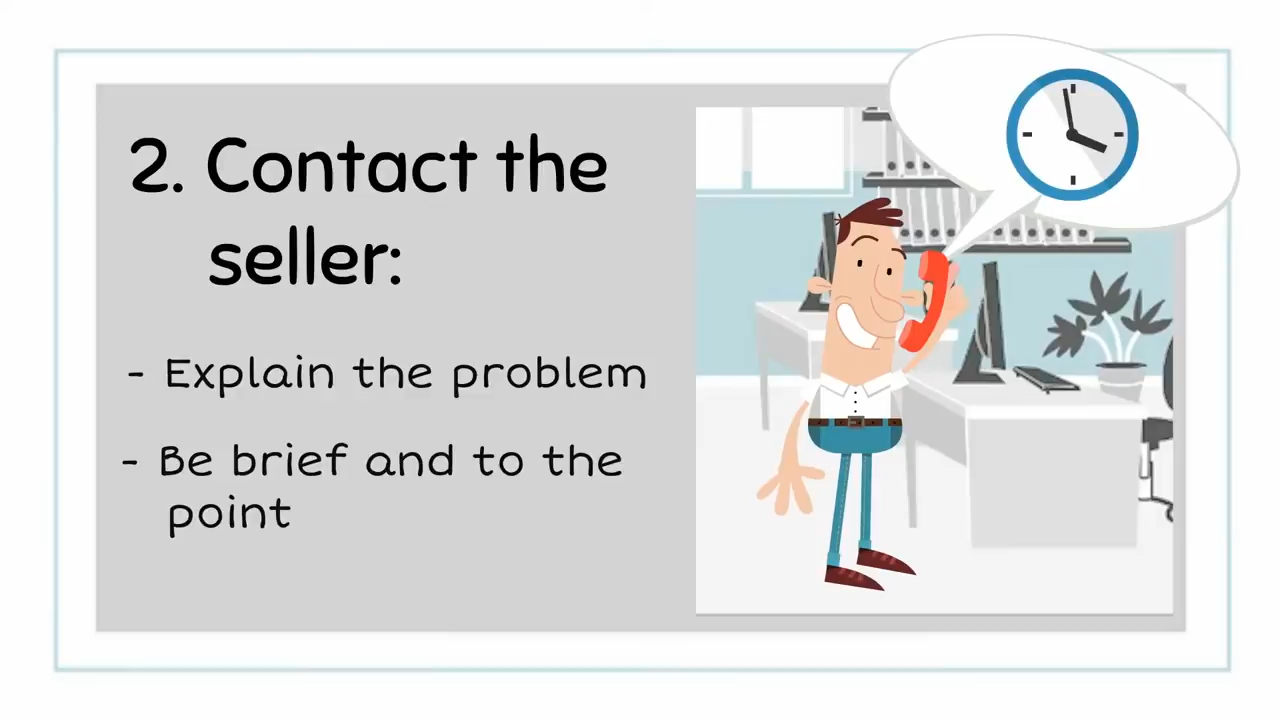 2. Contact the
seller:
- Explain the problem
- Be brief and to the
point